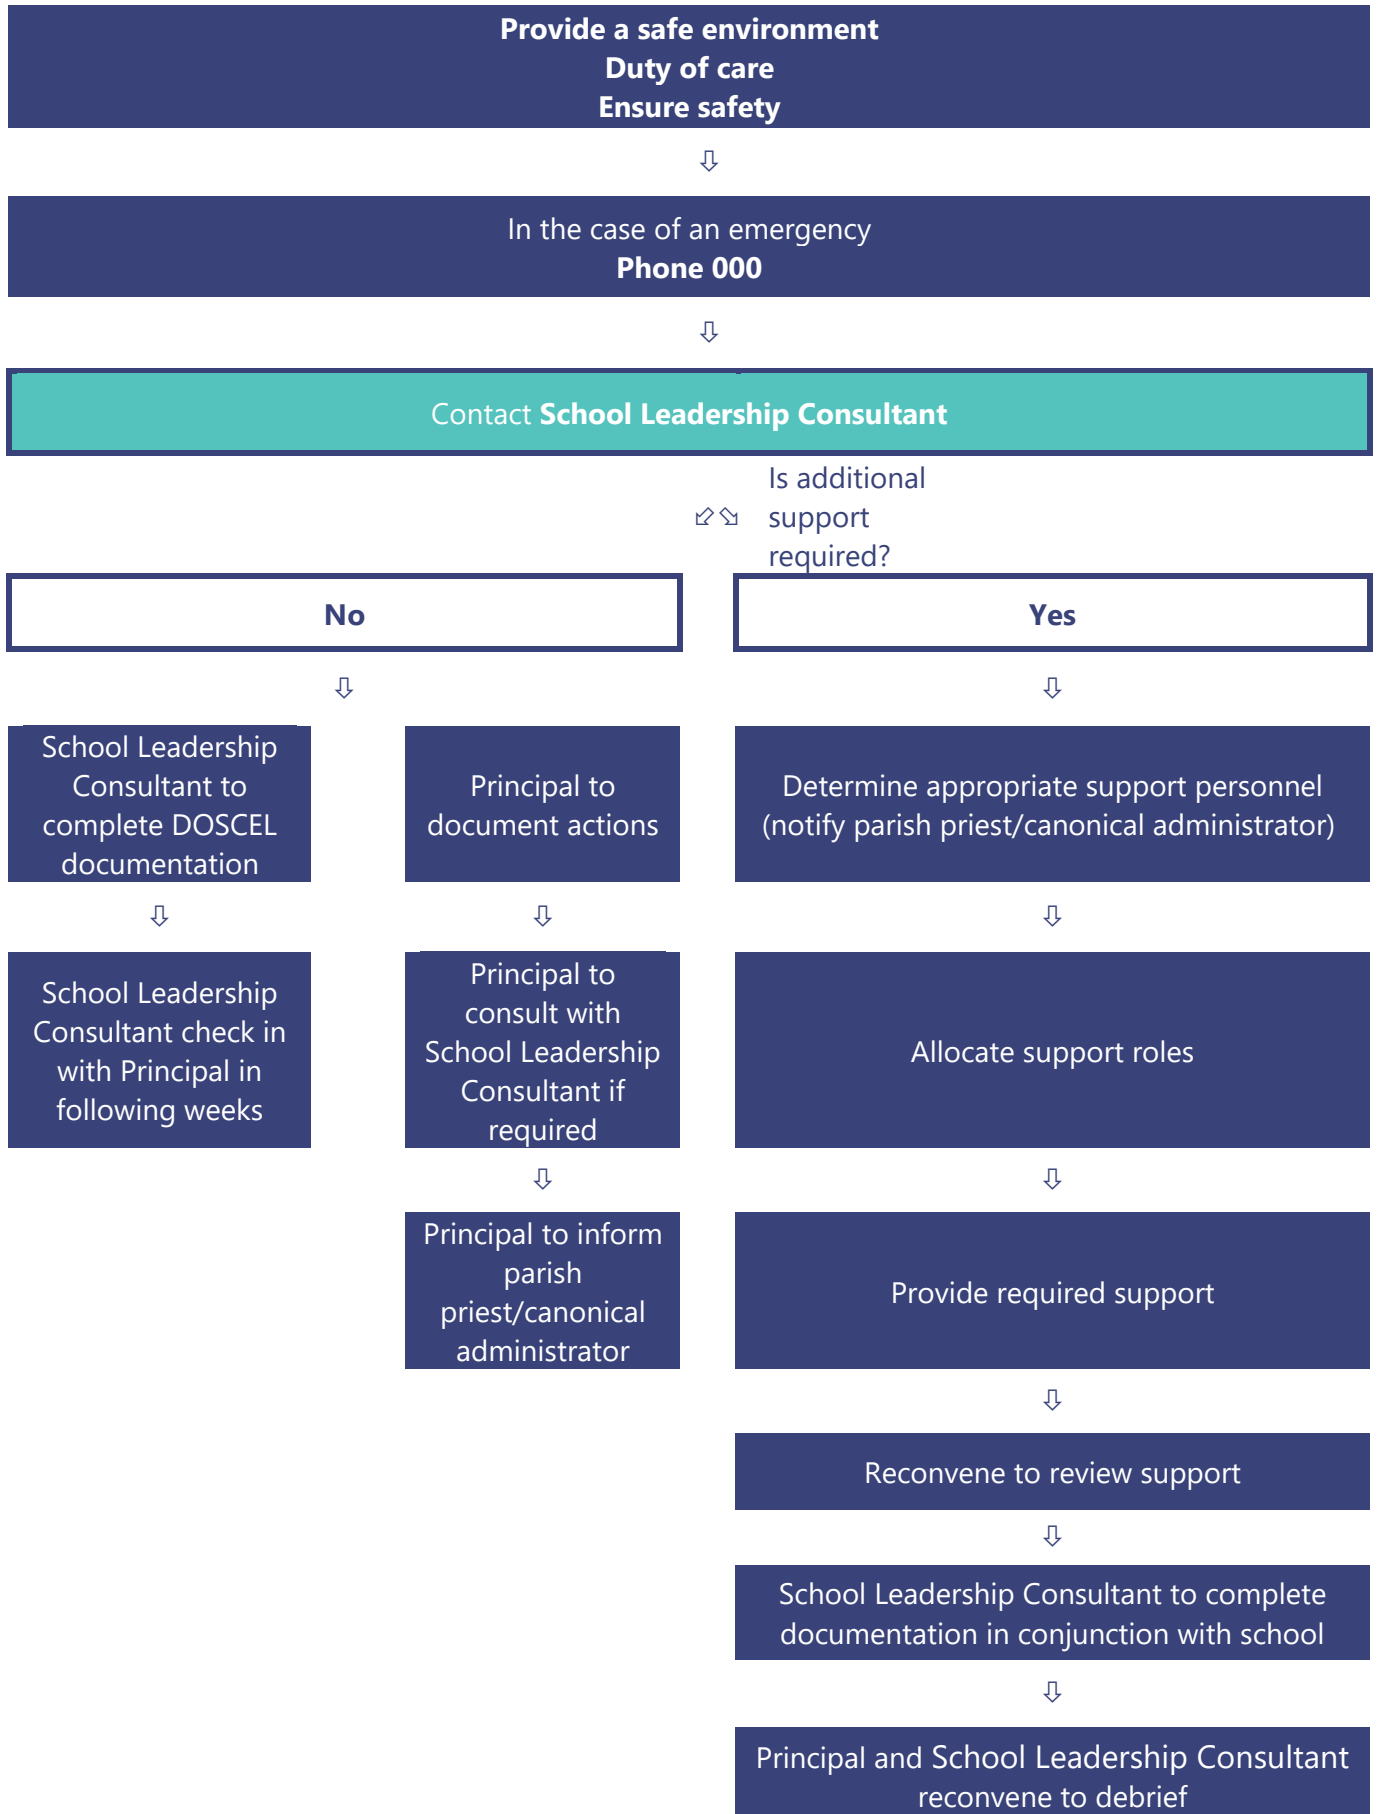 Provide a safe environment
Duty of care
Ensure safety
In the case of an emergency
Phone 000
Contact School Leadership Consultant
Is additional
support
required?
No
Yes
School Leadership
Consultant to
complete DOSCEL
documentation
Principal to
document actions
Determine appropriate support personnel
(notify parish priest/canonical administrator)
School Leadership
Consultant check in
with Principal in
following weeks
Principal to
consult with
School Leadership
Consultant if
required
Allocate support roles
Principal to inform
parish
priest/canonical
administrator
Provide required support
Reconvene to review support
School Leadership Consultant to complete
documentation in conjunction with school
Principal and School Leadership Consultant
reconvene to debrief